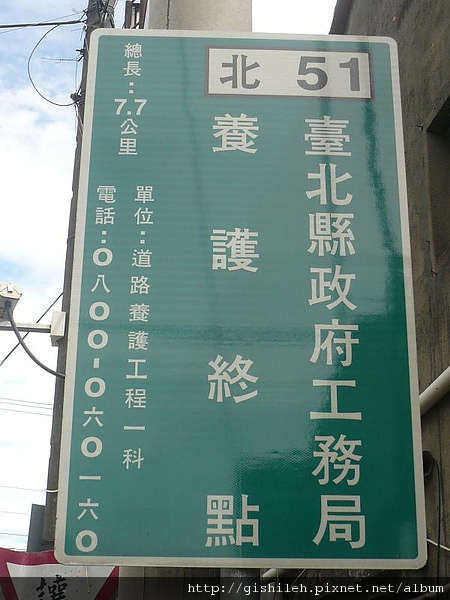 北 51
臺北縣政府工務局
養護終點
單位：道路養護工程一科
電話：0八00-0六0一六0
總長：7.7公里
讓
http://gishileh.pixnet.net/album